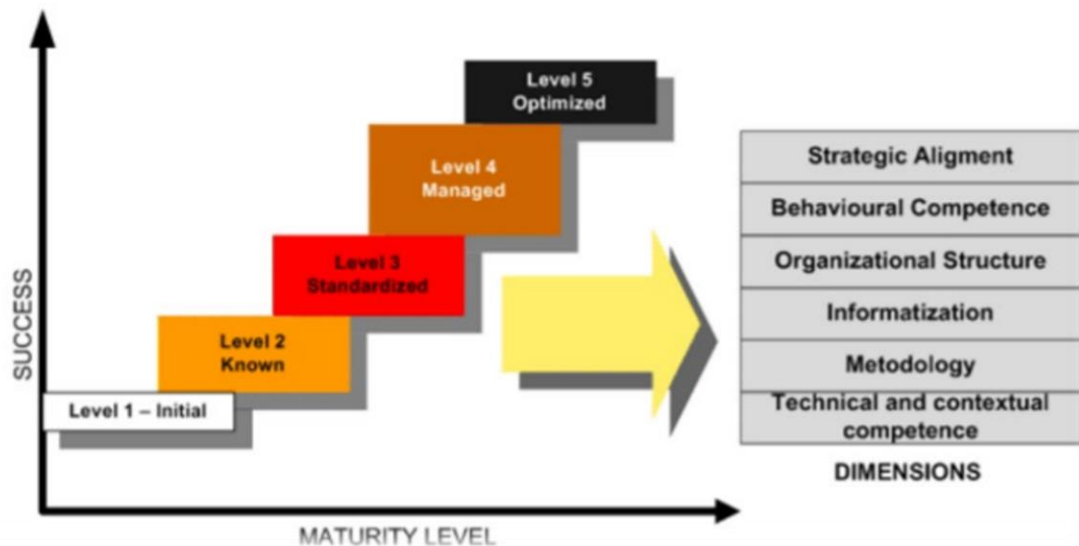 Level 5
Optimized
Level 4
Managed
Level 3
Standardized
Level 2
Known
Level 1 – Initial
SUCCESS
MATURITY LEVEL
Strategic Aligment
Behavioural Competence
Organizational Structure
Informatization
Metodology
Technical and contextual
competence
DIMENSIONS